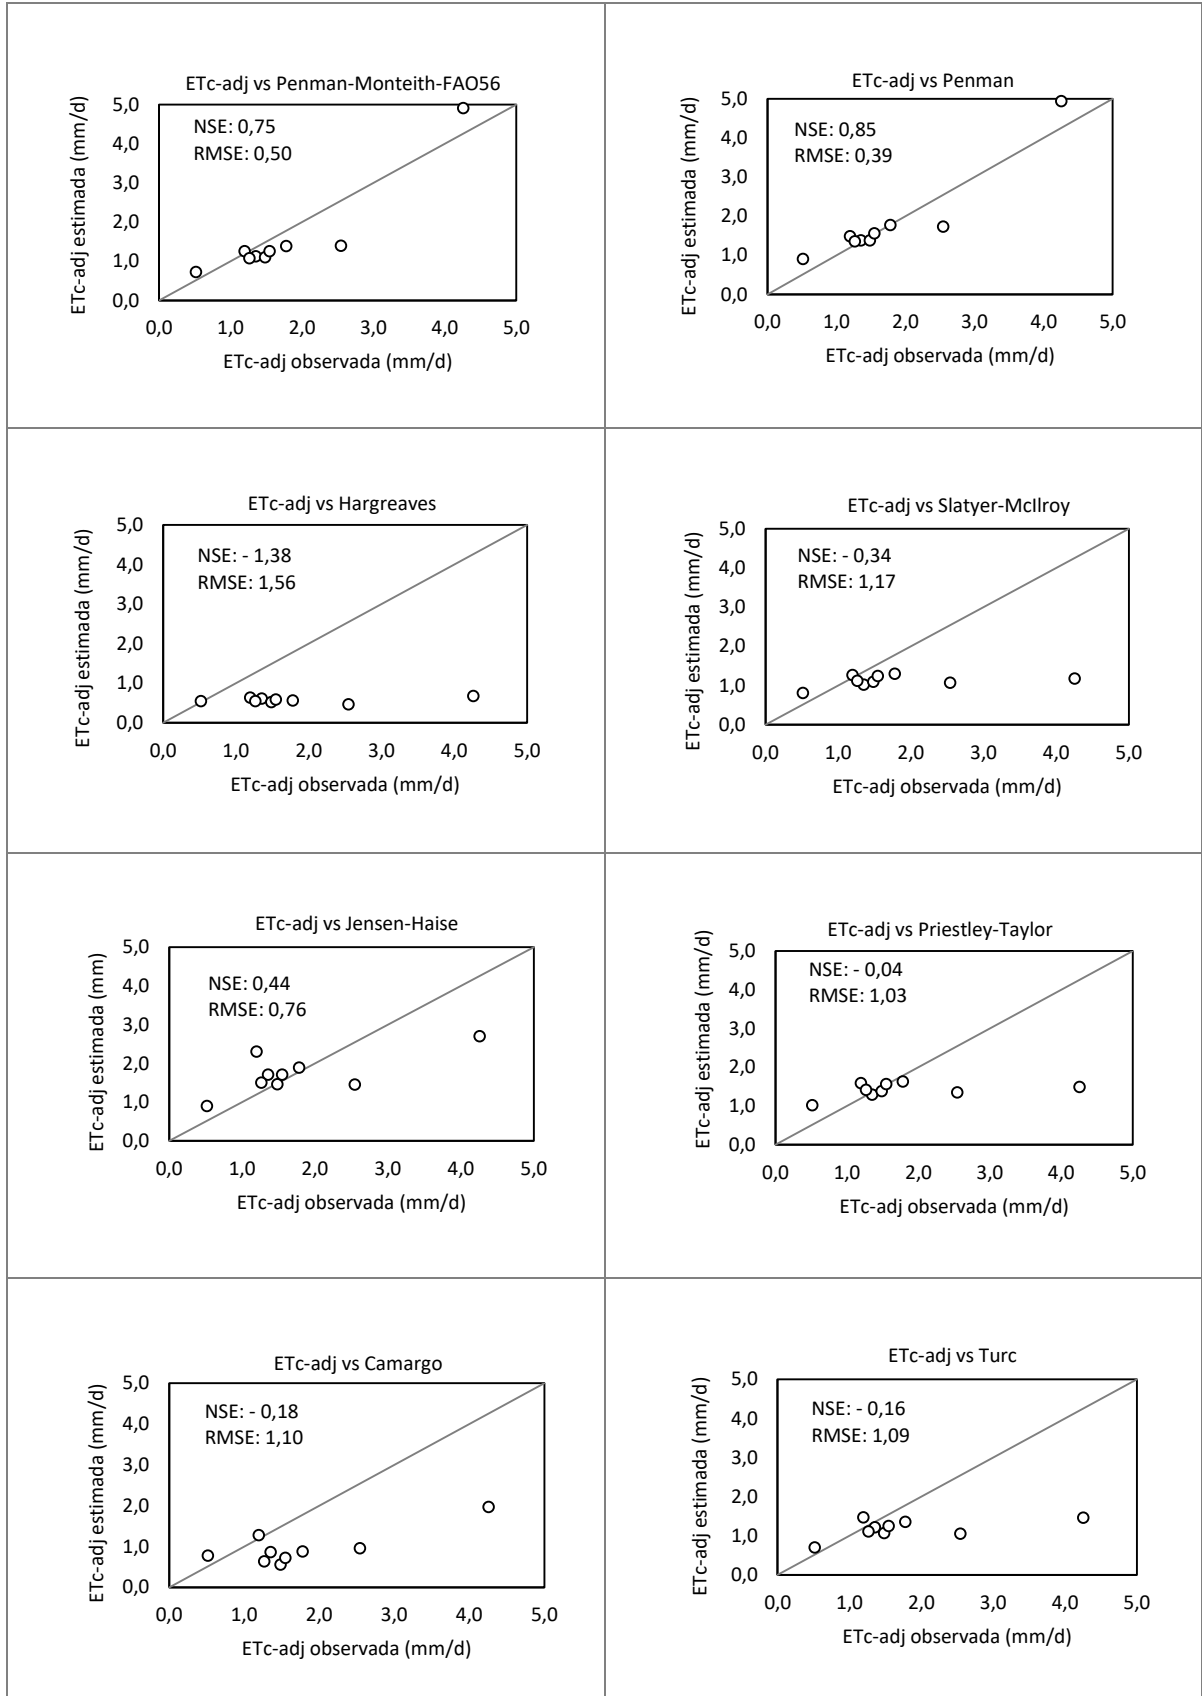 ETc-adj vs Penman-Monteith-FAO56
NSE: 0,75
RMSE: 0,50
ETc-adj estimada (mm/d)
5,0
4,0
3,0
2,0
1,0
0,0
0,0 1,0 2,0 3,0 4,0 5,0
ETc-adj observada (mm/d)
ETc-adj vs Penman
NSE: 0,85
RMSE: 0,39
ETc-adj estimada (mm/d)
5,0
4,0
3,0
2,0
1,0
0,0
0,0 1,0 2,0 3,0 4,0 5,0
ETc-adj observada (mm/d)
ETc-adj vs Hargreaves
NSE: - 1,38
RMSE: 1,56
ETc-adj estimada (mm/d)
5,0
4,0
3,0
2,0
1,0
0,0
0,0 1,0 2,0 3,0 4,0 5,0
ETc-adj observada (mm/d)
ETc-adj vs Slatyer-McIlroy
NSE: - 0,34
RMSE: 1,17
ETc-adj estimada (mm/d)
5,0
4,0
3,0
2,0
1,0
0,0
0,0 1,0 2,0 3,0 4,0 5,0
ETc-adj observada (mm/d)
ETc-adj vs Jensen-Haise
NSE: 0,44
RMSE: 0,76
ETc-adj estimada (mm)
5,0
4,0
3,0
2,0
1,0
0,0
0,0 1,0 2,0 3,0 4,0 5,0
ETc-adj observada (mm/d)
ETc-adj vs Priestley-Taylor
NSE: - 0,04
RMSE: 1,03
ETc-adj estimada (mm/d)
5,0
4,0
3,0
2,0
1,0
0,0
0,0 1,0 2,0 3,0 4,0 5,0
ETc-adj observada (mm/d)
ETc-adj vs Camargo
NSE: - 0,18
RMSE: 1,10
ETc-adj estimada (mm/d)
5,0
4,0
3,0
2,0
1,0
0,0
0,0 1,0 2,0 3,0 4,0 5,0
ETc-adj observada (mm/d)
ETc-adj vs Turc
NSE: - 0,16
RMSE: 1,09
ETc-adj estimada (mm/d)
5,0
4,0
3,0
2,0
1,0
0,0
0,0 1,0 2,0 3,0 4,0 5,0
ETc-adj observada (mm/d)